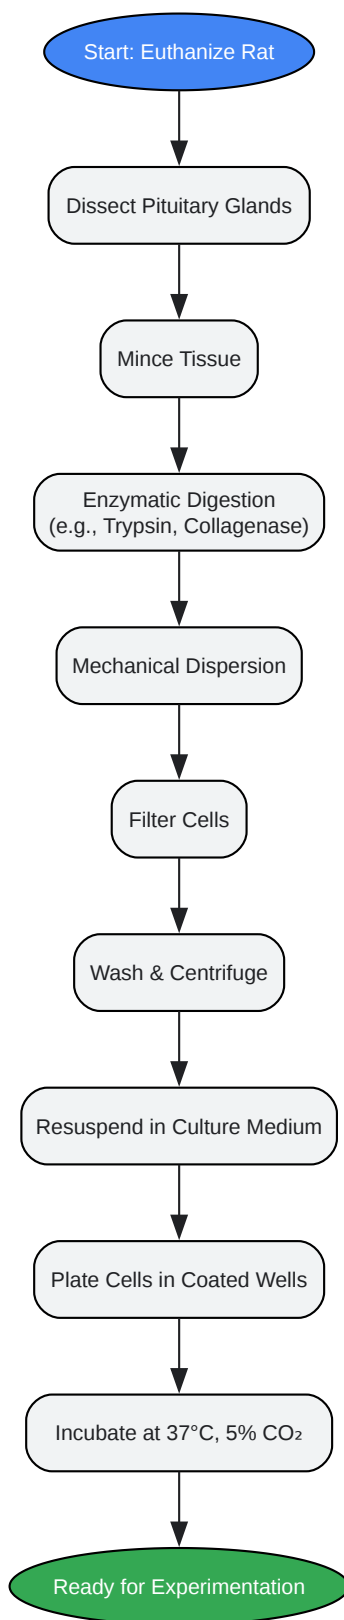 Start: Euthanize Rat
Dissect Pituitary Glands
Mince Tissue
Enzymatic Digestion
(e.g., Trypsin, Collagenase)
Mechanical Dispersion
Filter Cells
Wash & Centrifuge
Resuspend in Culture Medium
Plate Cells in Coated Wells
Incubate at 37°C, 5% CO₂
Ready for Experimentation